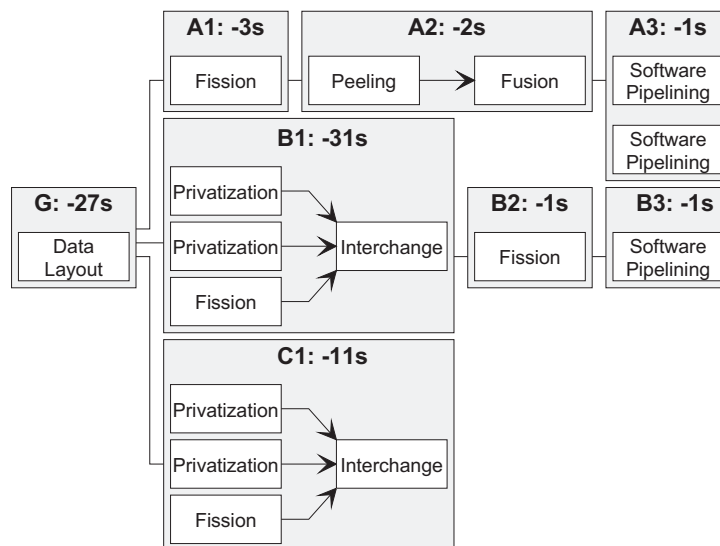 A1: -3s
Fission
A2: -2s
Peeling
Fusion
A3: -1s
Software
Pipelining
Software
Pipelining
B1: -31s
Privatization
Privatization
Fission
Interchange
G: -27s
Data
Layout
B2: -1s
Fission
B3: -1s
Software
Pipelining
C1: -11s
Privatization
Privatization
Fission
Interchange